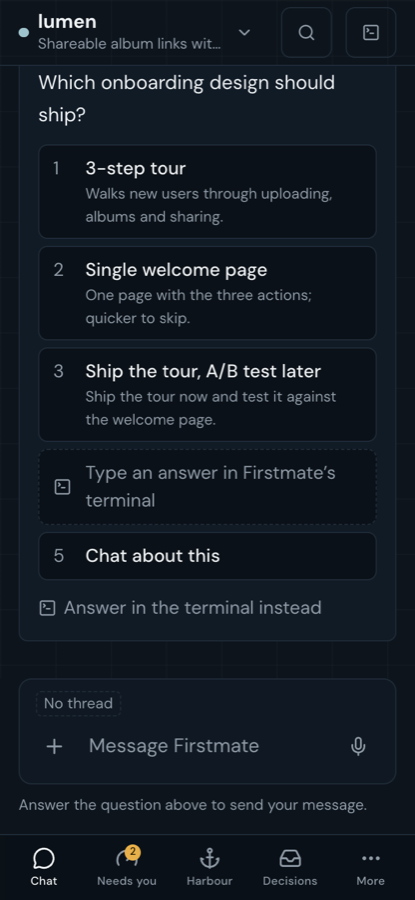 lumen
Shareable album links wit...
Which onboarding design should
ship?
1 3-step tour
Walks new users through uploading,
albums and sharing.
2 Single welcome page
One page with the three actions;
quicker to skip.
3 Ship the tour, A/B test later
Ship the tour now and test it against
the welcome page.
Type an answer in Firstmate’s
terminal
5 Chat about this
Answer in the terminal instead
No thread
Message Firstmate
Answer the question above to send your message.
2
Chat Needs you Harbour Decisions More